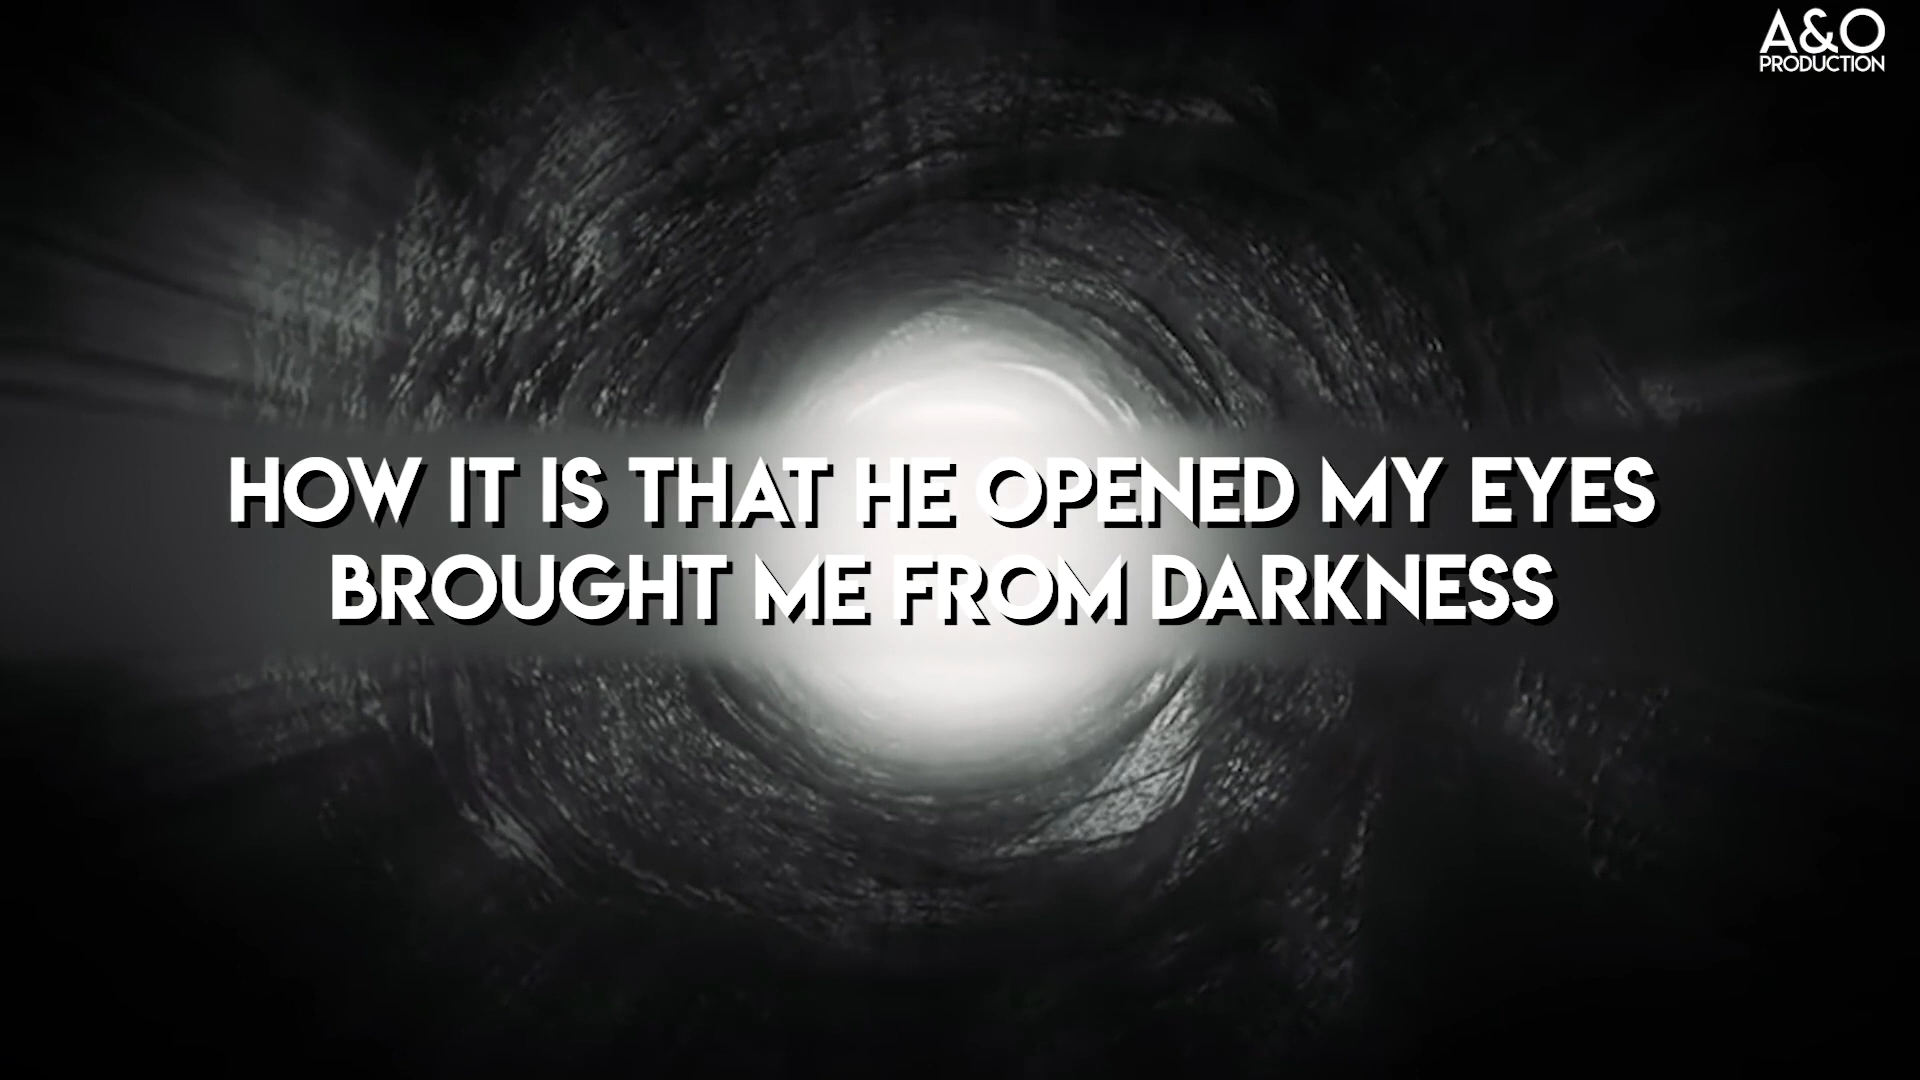 A&O
PRODUCTION
HOW IT IS THAT HE OPENED MY EYES
BROUGHT ME FROM DARKNESS